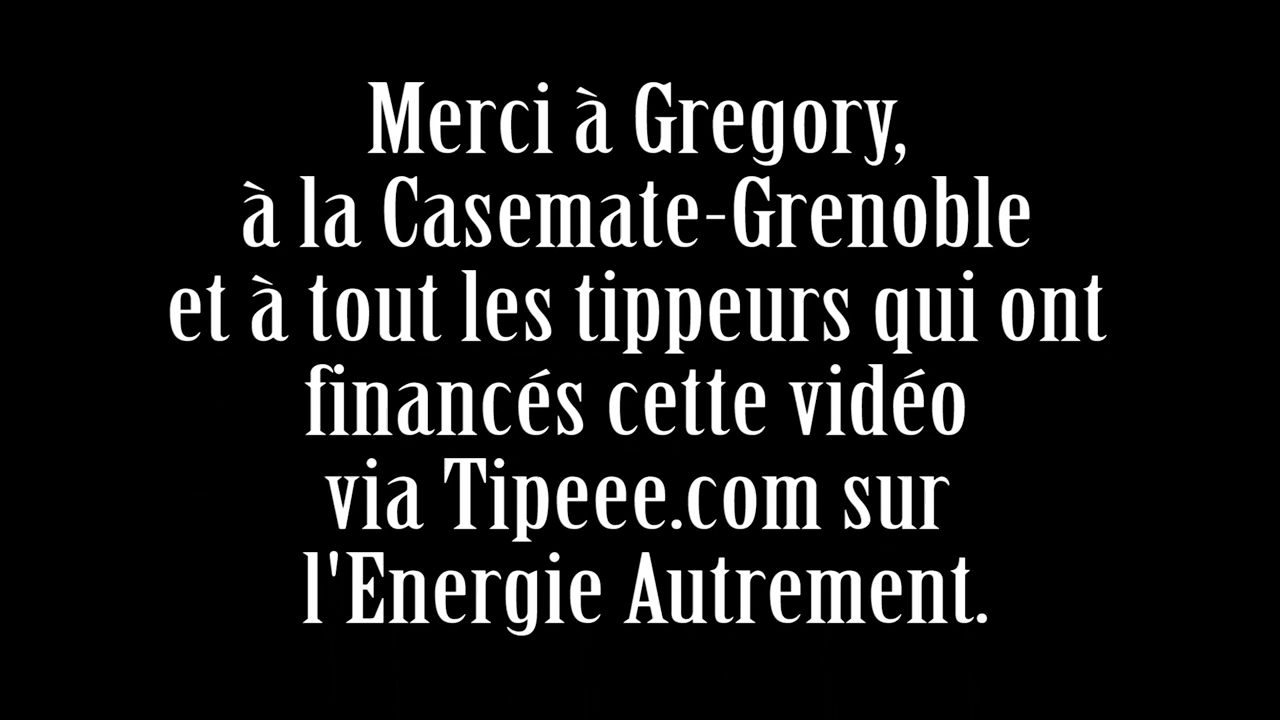 Merci à Gregory,
à la Casemate-Grenoble
et à tout les tippeurs qui ont
financés cette vidéo
via Tipeee.com sur
l'Energie Autrement.